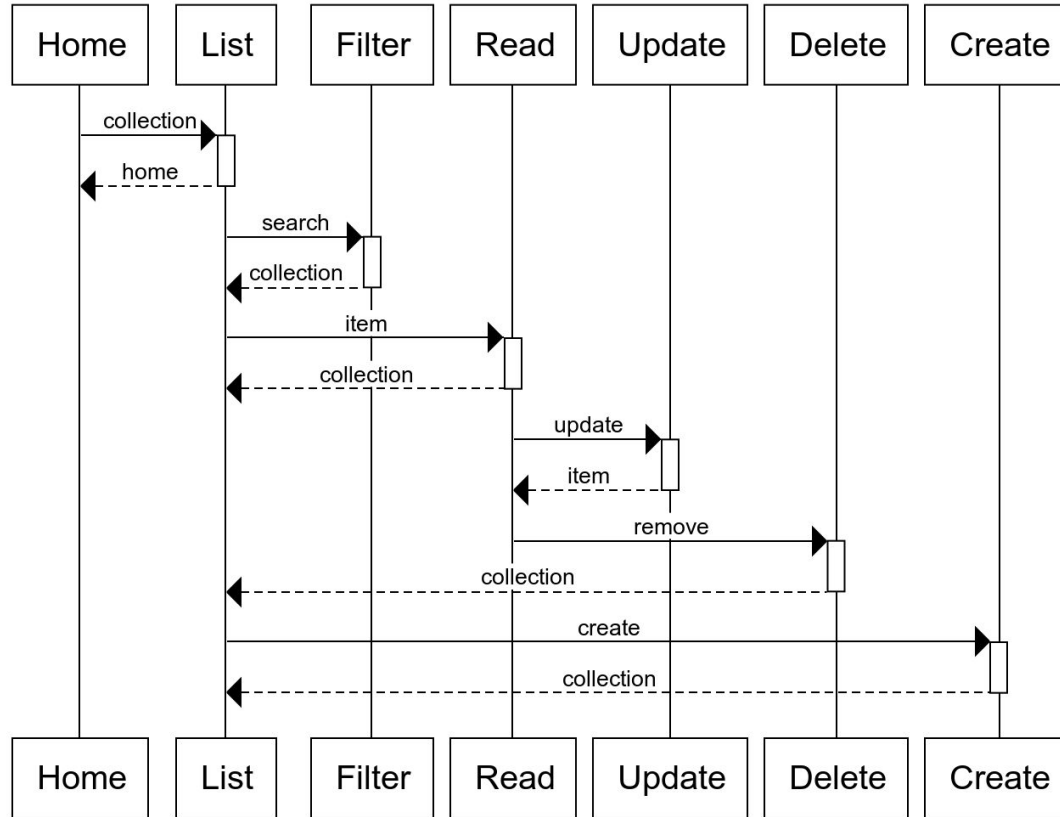 Home List Filter Read Update Delete Create
collection
home
search
collection
item
collection
update
item
remove
collection
create
collection
Home List Filter Read Update Delete Create